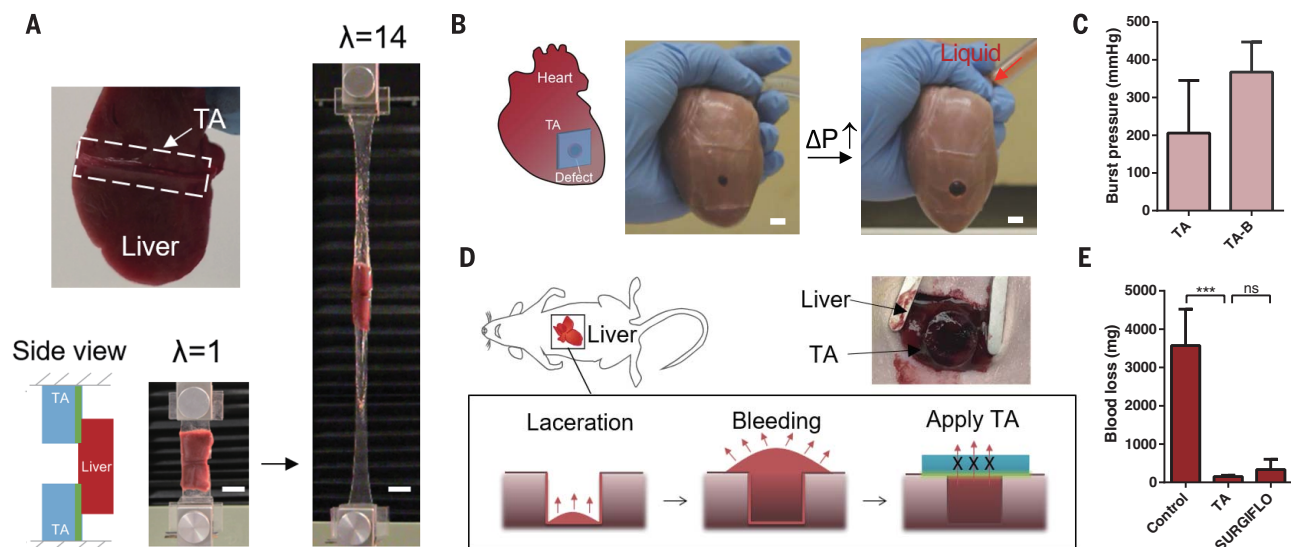 A
TA
Liver
Side view
TA
Liver
TA
λ=1
λ=14
B
Heart
TA
Defect
ΔP ↑
Liquid
C
Burst pressure (mmHg)
500
400
300
200
100
0
TA
TA-B
D
Liver
Liver
TA
Laceration
Bleeding
Apply TA
X X X
E
Blood loss (mg)
5000
4000
3000
2000
1000
0
***
ns
Control
TA
SURGIFLO